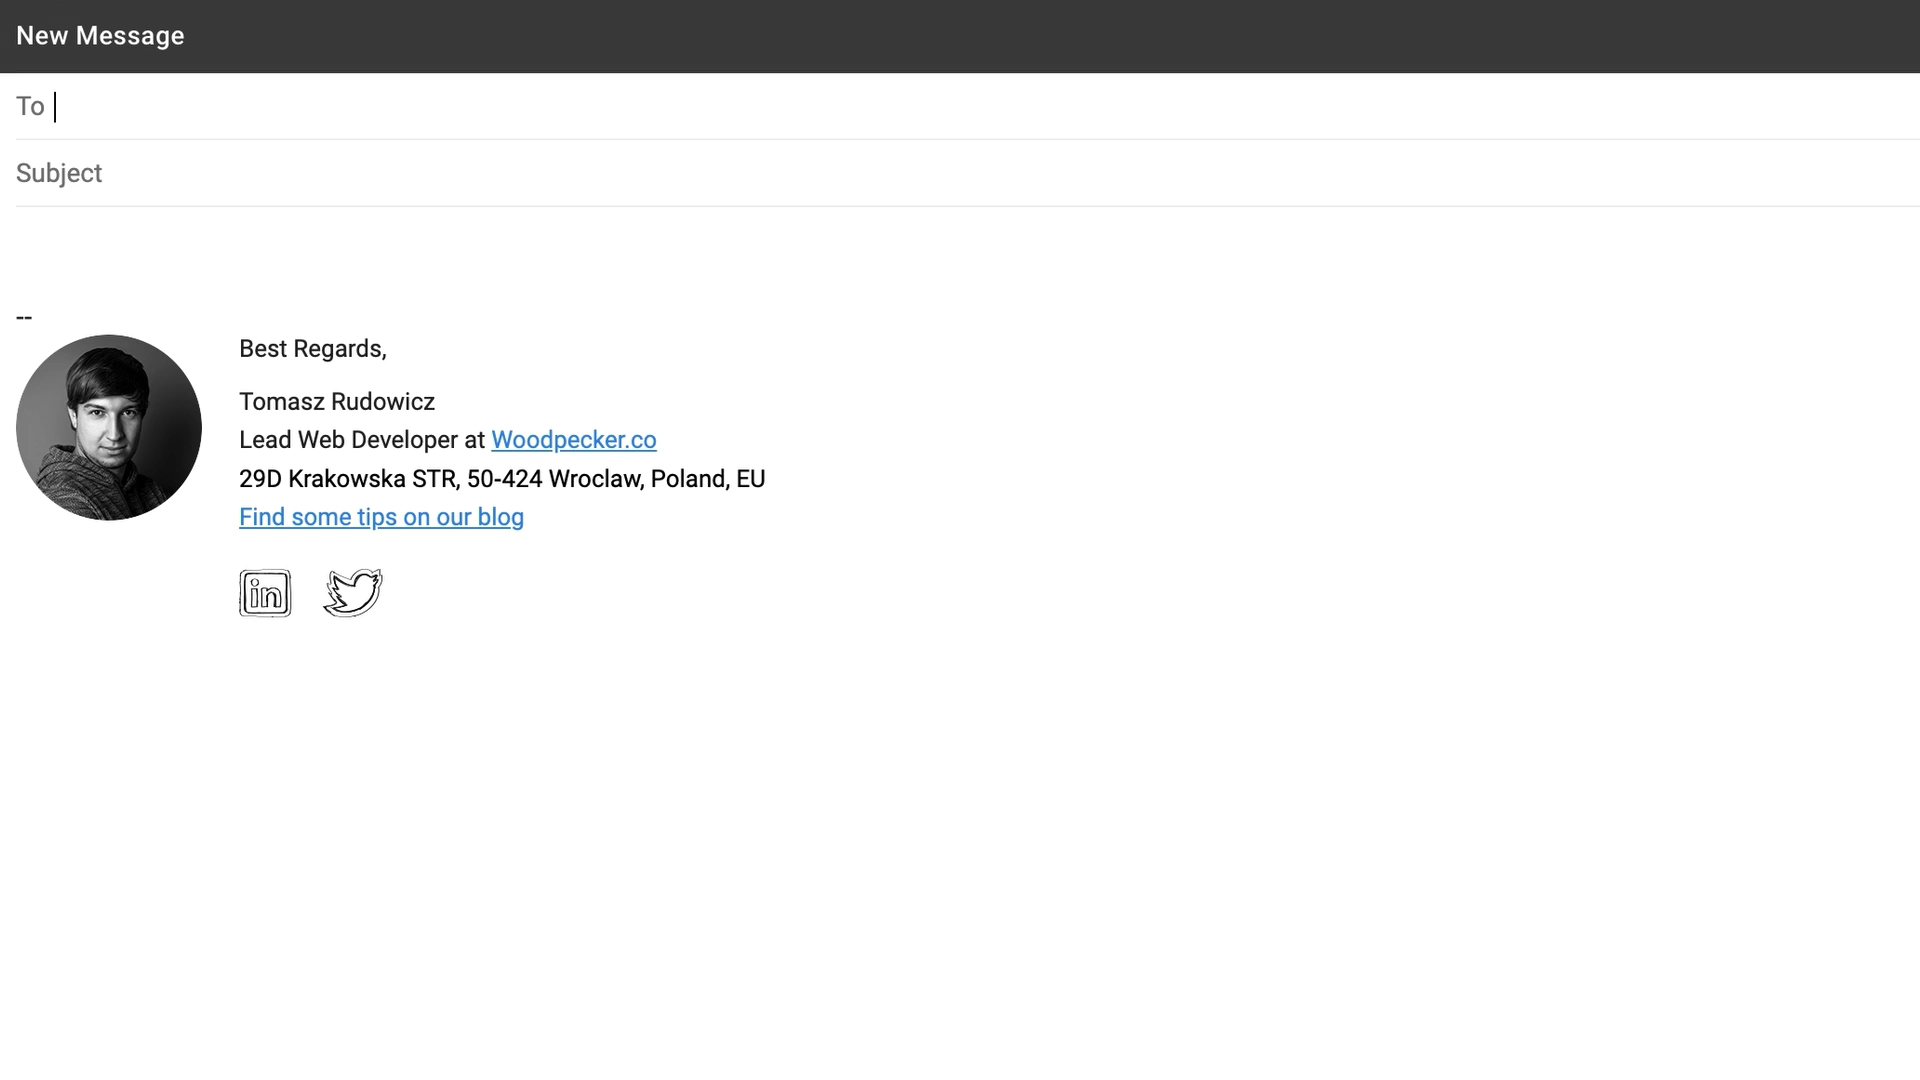 New Message
To
Subject
--
Best Regards,
Tomasz Rudowicz
Lead Web Developer at Woodpecker.co
29D Krakowska STR, 50-424 Wroclaw, Poland, EU
Find some tips on our blog
in